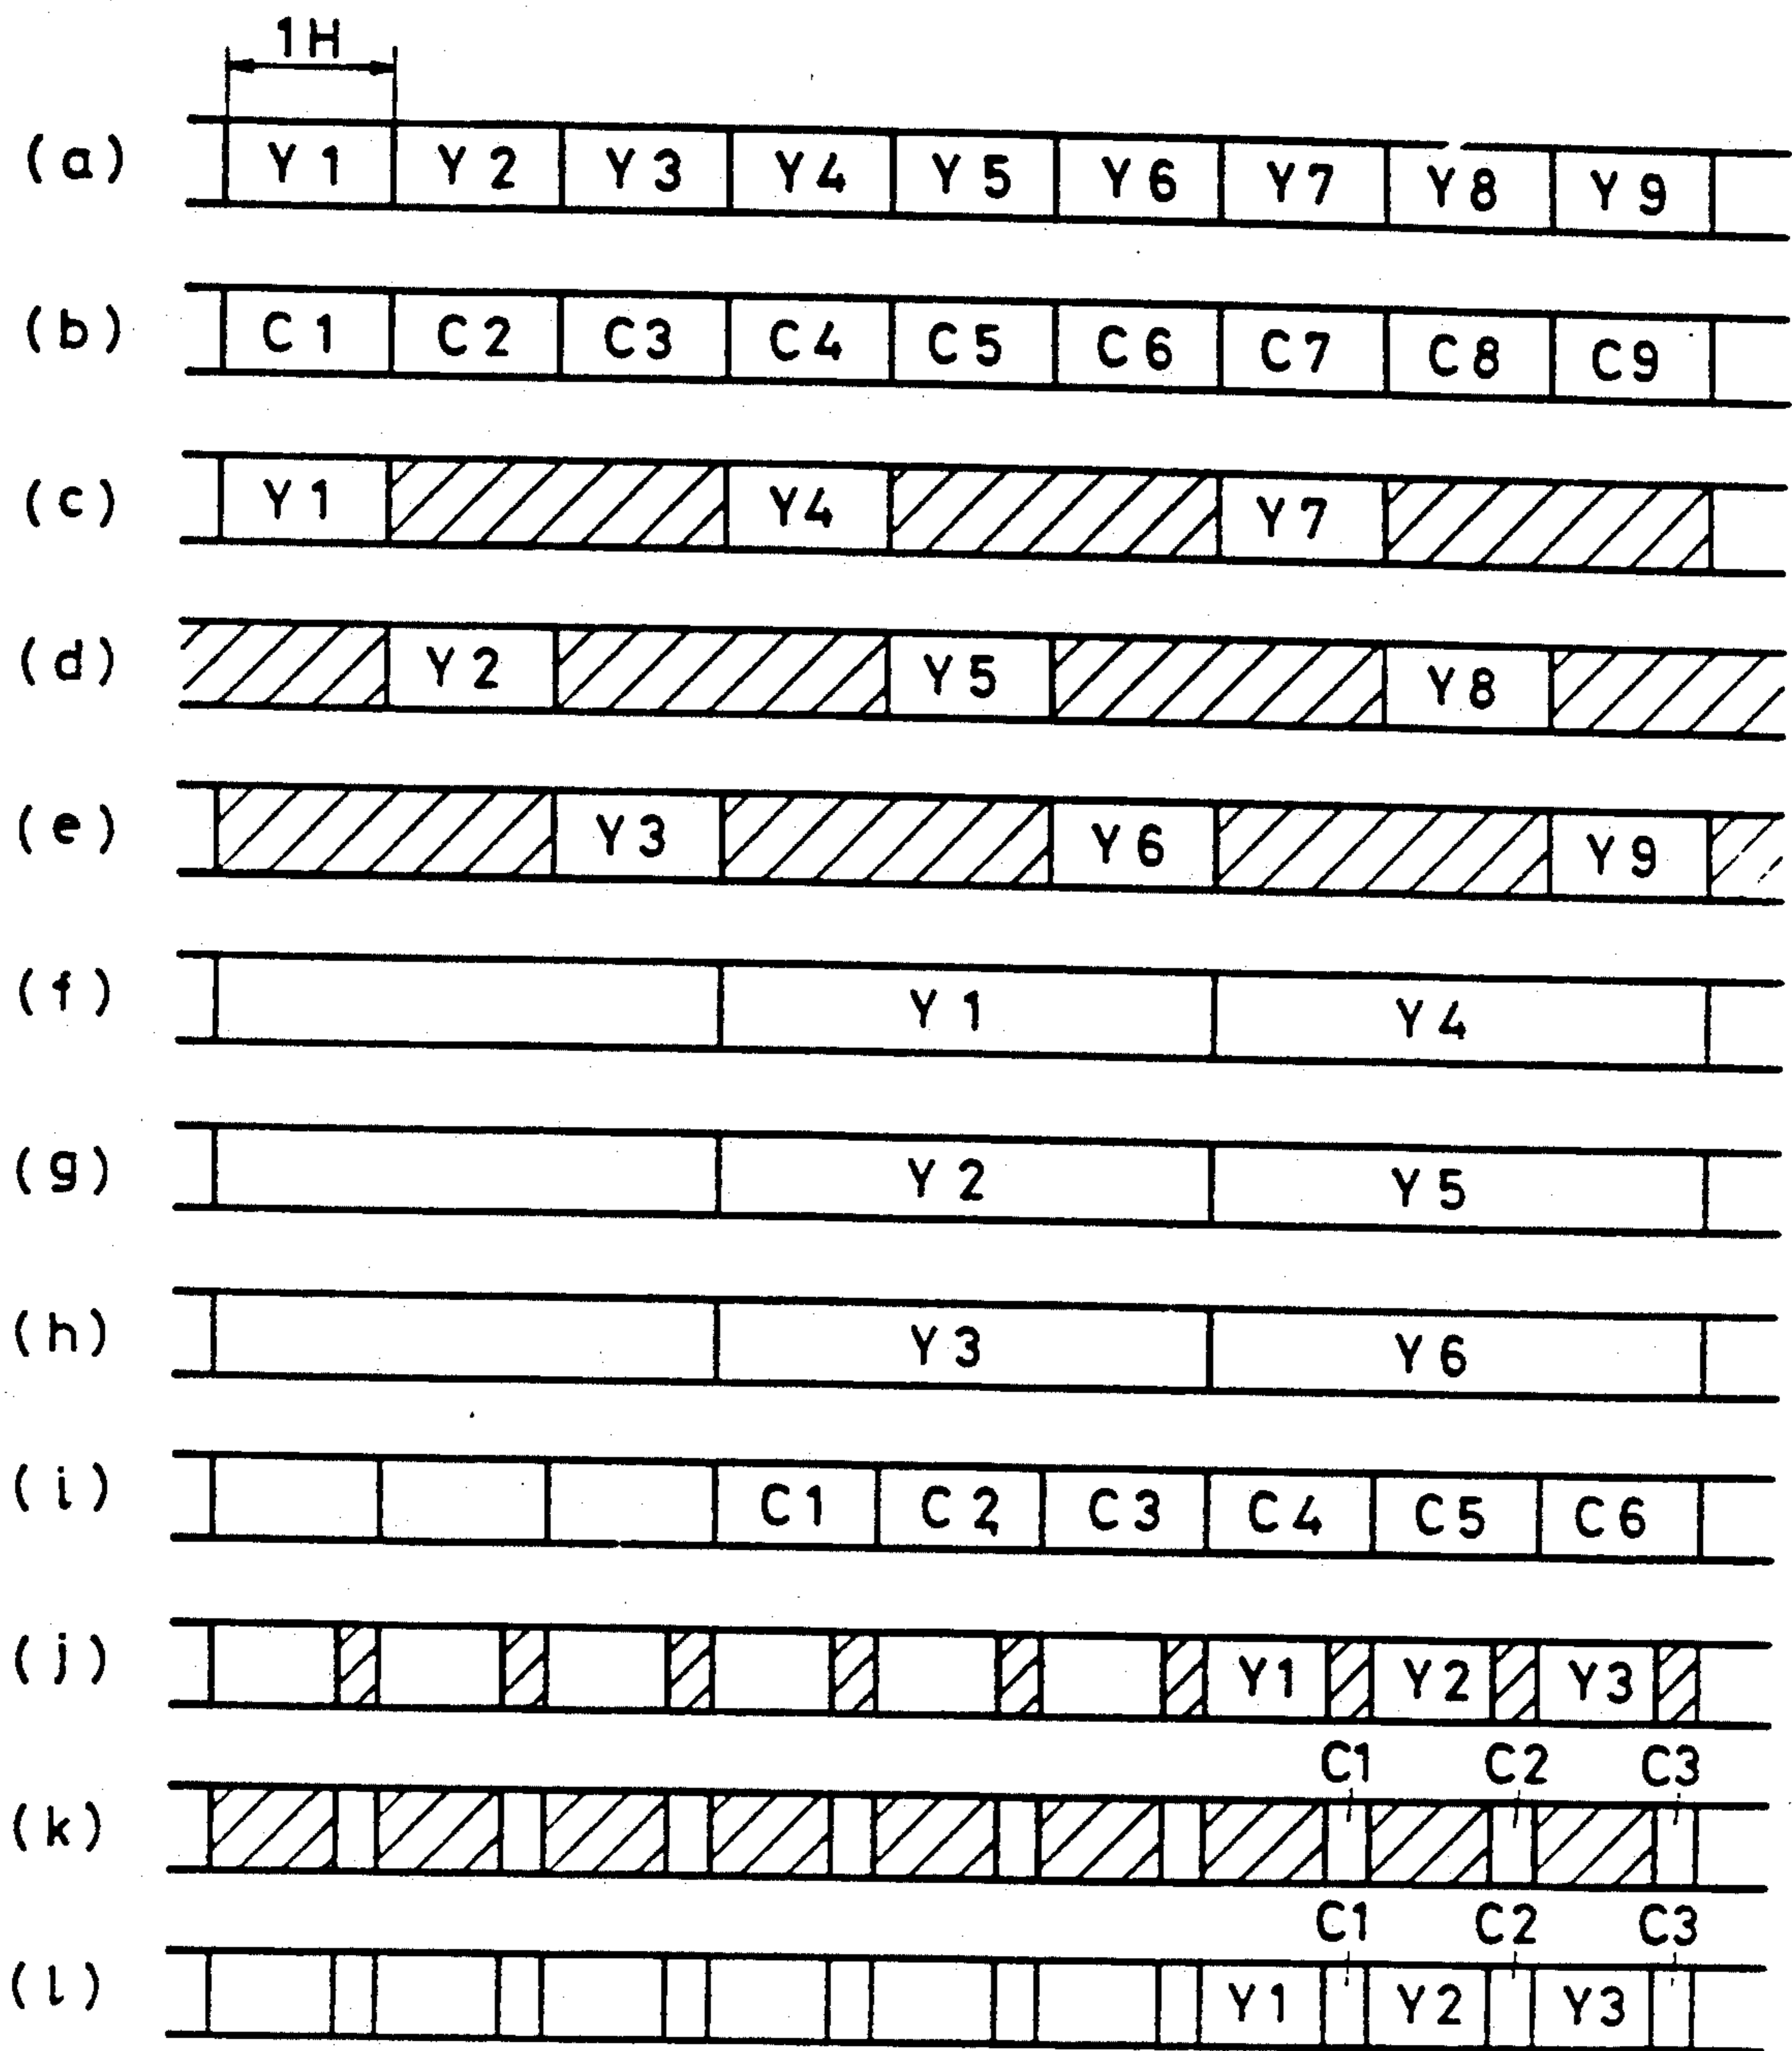 1H
(a) Y1 Y2 Y3 Y4 Y5 Y6 Y7 Y8 Y9
(b) C1 C2 C3 C4 C5 C6 C7 C8 C9
(c) Y1 Y4 Y7
(d) Y2 Y5 Y8
(e) Y3 Y6 Y9
(f) Y1 Y4
(g) Y2 Y5
(h) Y3 Y6
(i) C1 C2 C3 C4 C5 C6
(j) Y1 Y2 Y3
C1 C2 C3
(k)
C1 C2 C3
(l) Y1 Y2 Y3